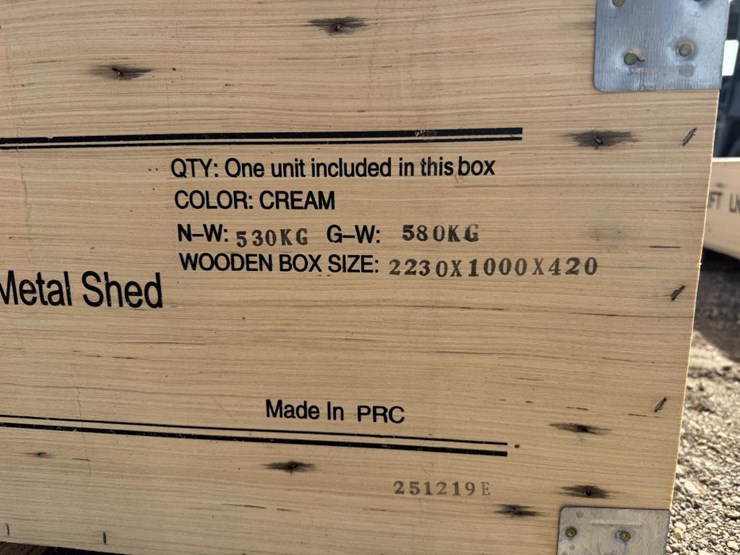 QTY: One unit included in this box
COLOR: CREAM
N-W: 530KG G-W: 580KG
WOODEN BOX SIZE: 2230X1000X420
Metal Shed
Made In PRC
251219E